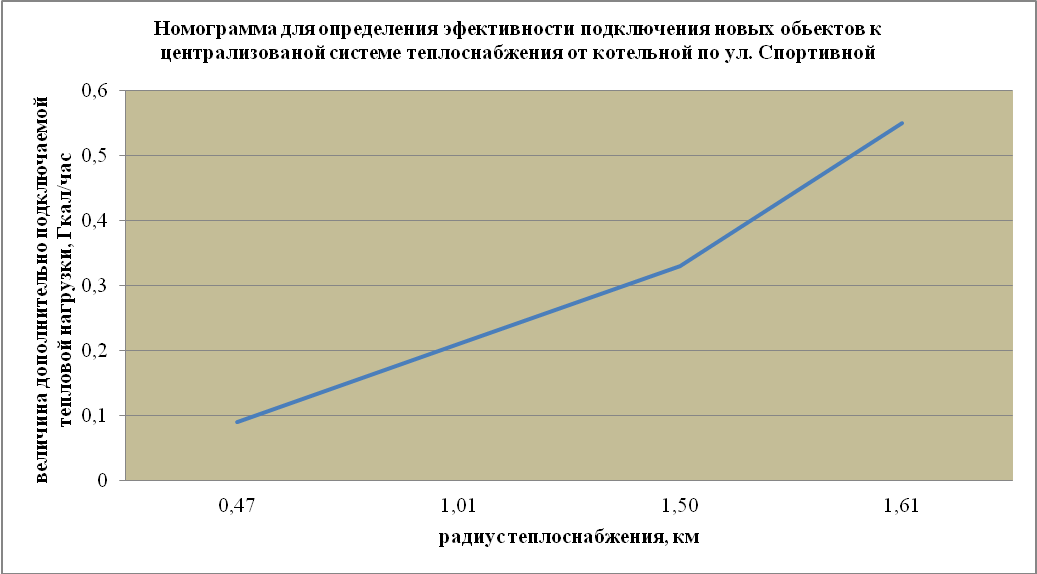 Номограмма для определения эфективности подключения новых обьектов к
централизованой системе теплоснабжения от котельной по ул. Спортивной
величина дополнительно подключаемой
тепловой нагрузки, Гкал/час
0,6
0,5
0,4
0,3
0,2
0,1
0
0,47 1,01 1,50 1,61
радиус теплоснабжения, км